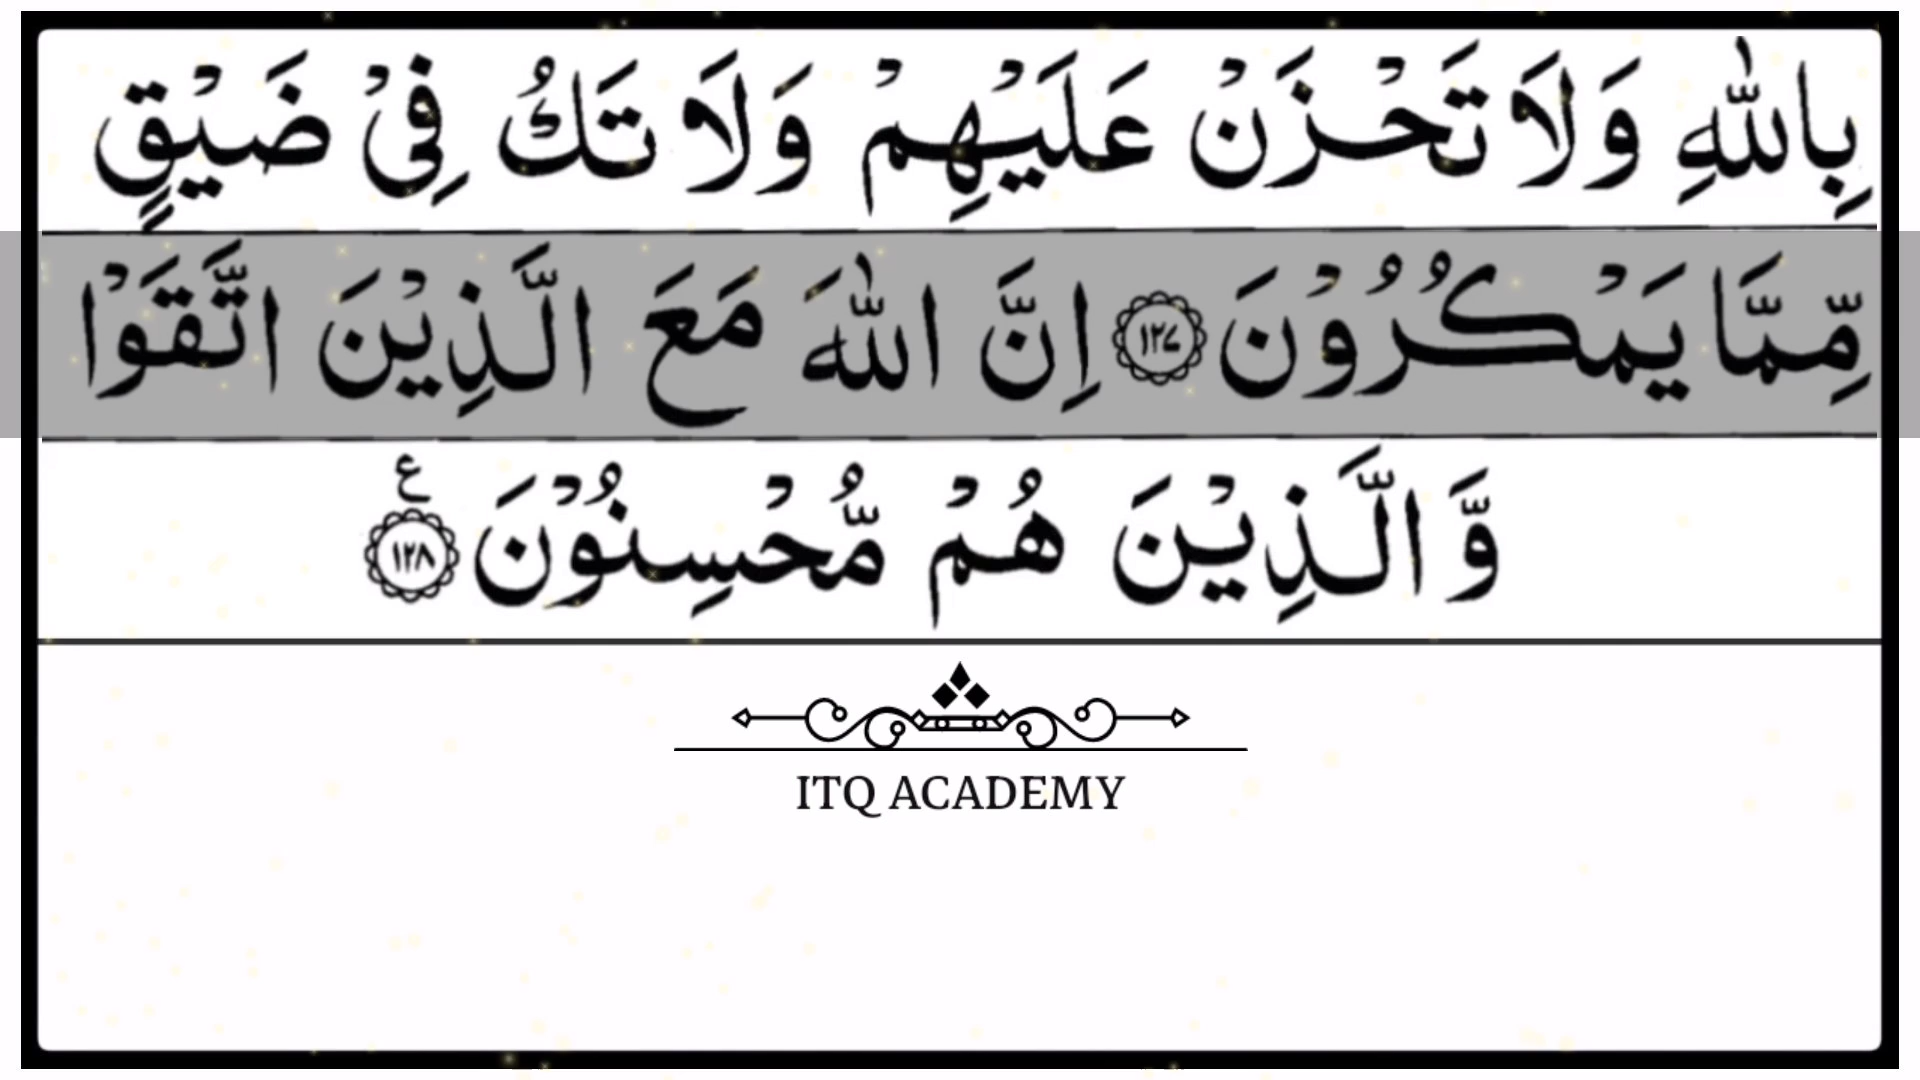 بِاللّٰهِ وَلَا تَحْزَنْ عَلَيْهِمْ وَلَا تَكُ فِيْ ضَيْقٍ
مِّمَّا يَمْكُرُوْنَ ١٢٧ اِنَّ اللّٰهَ مَعَ الَّذِيْنَ اتَّقَوْا
وَّالَّذِيْنَ هُمْ مُّحْسِنُوْنَ ١٢٨ ع
ITQ ACADEMY